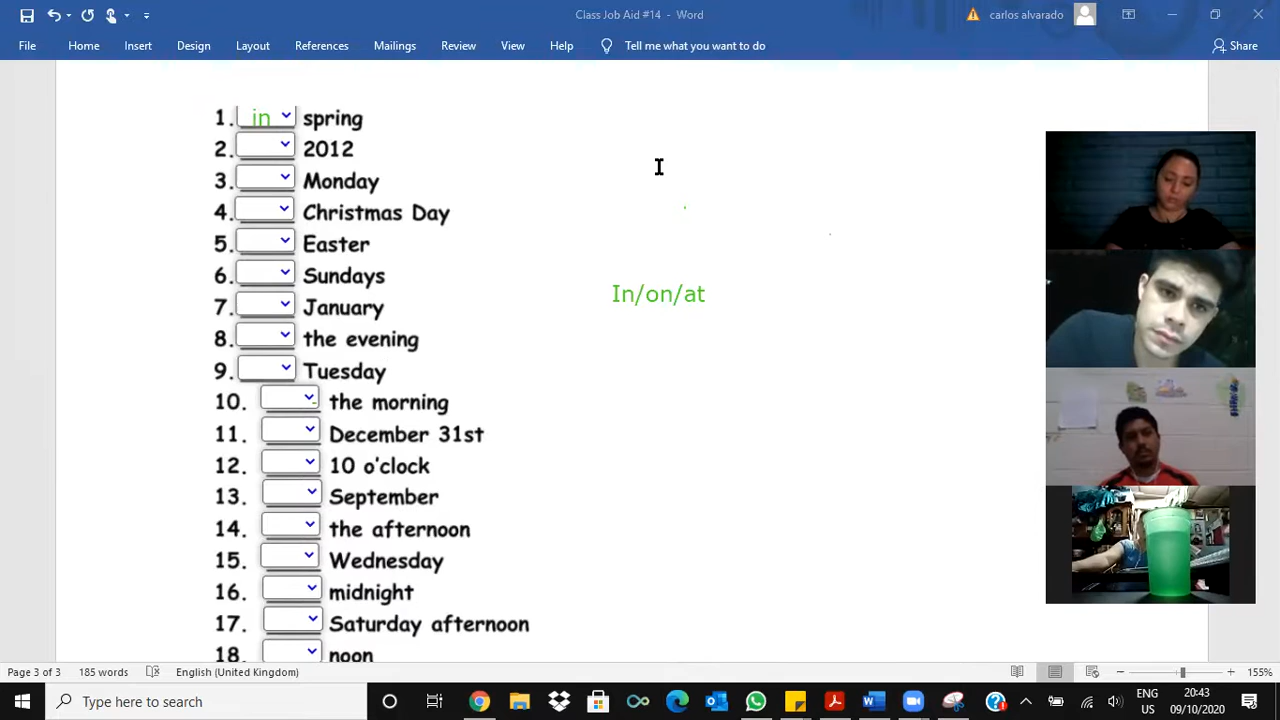 Class Job Aid #14 - Word
carlos alvarado
File Home Insert Design Layout References Mailings Review View Help Tell me what you want to do Share
1. in spring
2. 2012
3. Monday
4. Christmas Day
5. Easter
6. Sundays
7. January
8. the evening
9. Tuesday
10. the morning
11. December 31st
12. 10 o'clock
13. September
14. the afternoon
15. Wednesday
16. midnight
17. Saturday afternoon
18. noon
In/on/at
Page 3 of 3 185 words English (United Kingdom) 155%
Type here to search
ENG 20:43
US 09/10/2020